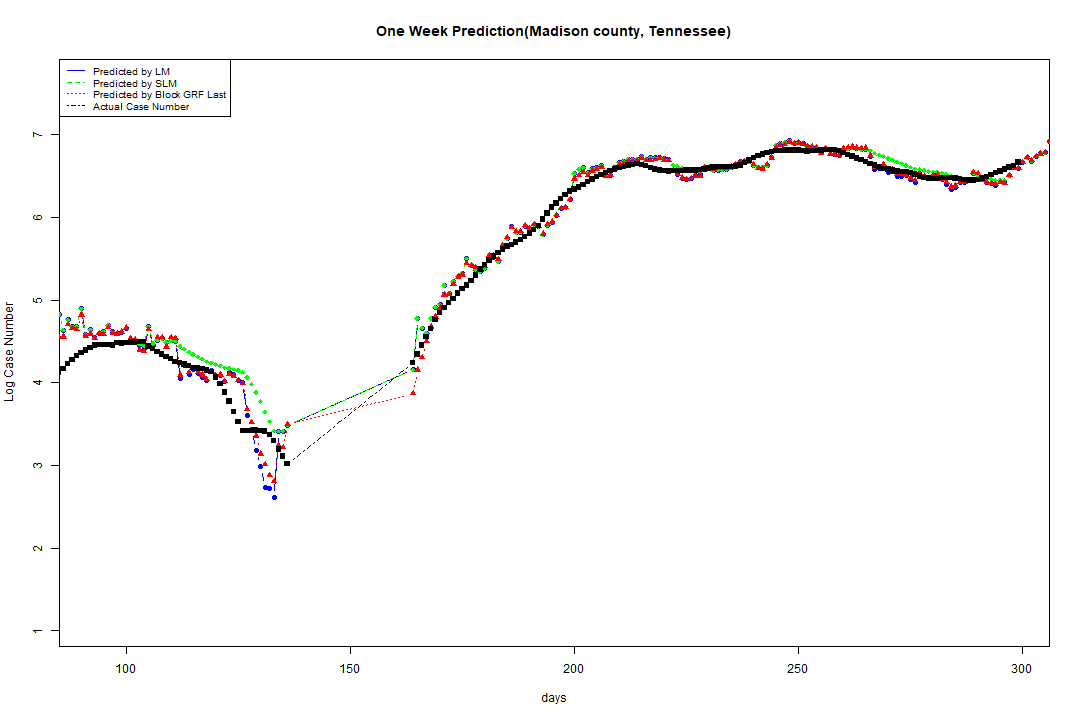 One Week Prediction(Madison county, Tennessee)
Predicted by LM
Predicted by SLM
Predicted by Block GRF Last
Actual Case Number
7
6
5
4
3
2
1
Log Case Number
100 150 200 250 300
days